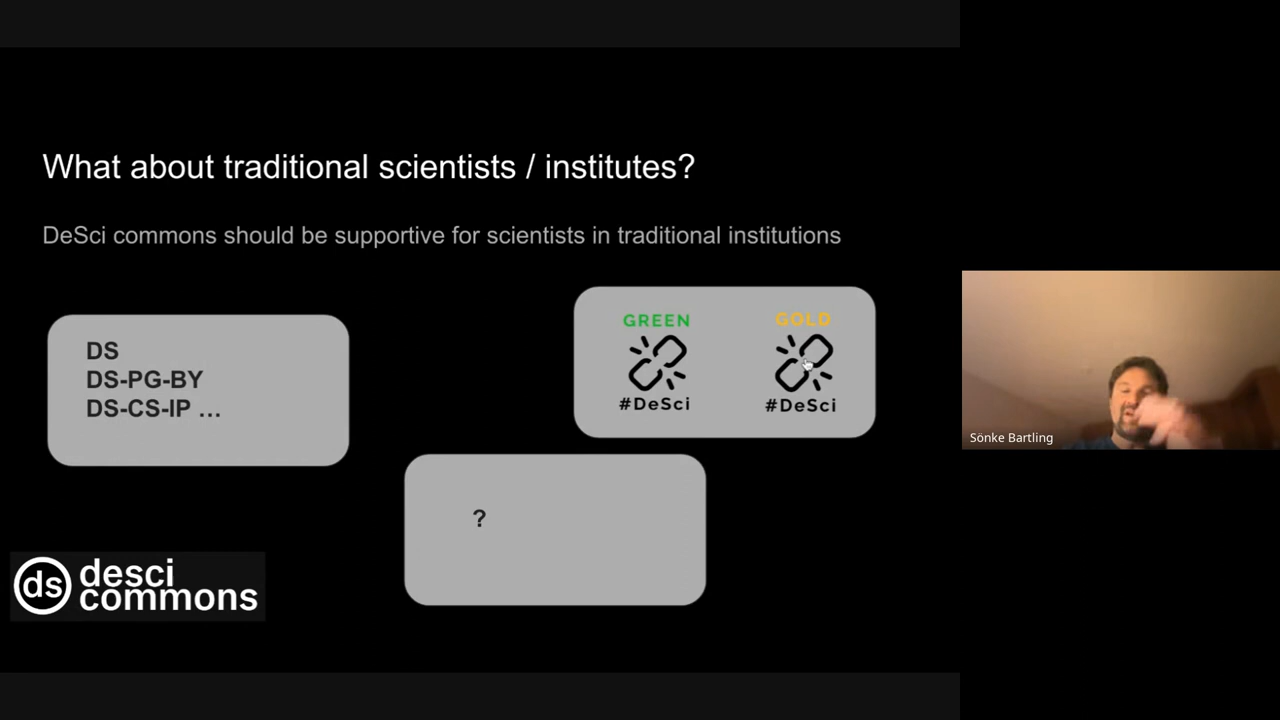 What about traditional scientists / institutes?
DeSci commons should be supportive for scientists in traditional institutions
DS
DS-PG-BY
DS-CS-IP ...
GREEN
#DeSci
GOLD
#DeSci
?
ds desci
commons
Sönke Bartling